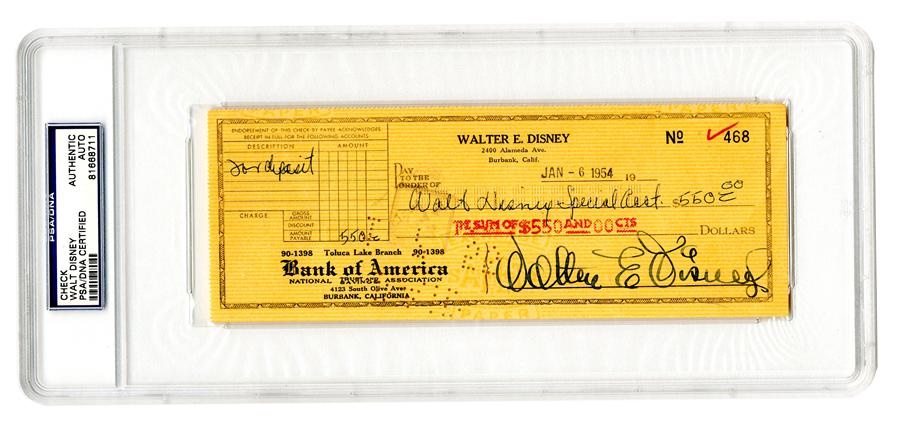 PSA/DNA
CHECK
WALT DISNEY
PSA/DNA CERTIFIED
AUTHENTIC
AUTO
81668711
ENDORSEMENT OF THIS CHECK BY PAYEE ACKNOWLEDGES
RECEIPT IN FULL FOR THE FOLLOWING ACCOUNTS
DESCRIPTION AMOUNT
for deposit
CHARGE
GROSS AMOUNT
DISCOUNT
AMOUNT PAYABLE 550
WALTER E. DISNEY
2400 Alameda Ave.
Burbank, Calif.
Nº 468
JAN - 6 1954 19
PAY
TO THE
ORDER OF
Walt Disney Special Acct. $550 00
THE SUM OF $550 AND 00 CTS
DOLLARS
90-1398 Toluca Lake Branch 90-1398
Bank of America
NATIONAL TRUST AND SAVINGS ASSOCIATION
4123 South Olive Ave
BURBANK, CALIFORNIA
Walter E. Disney